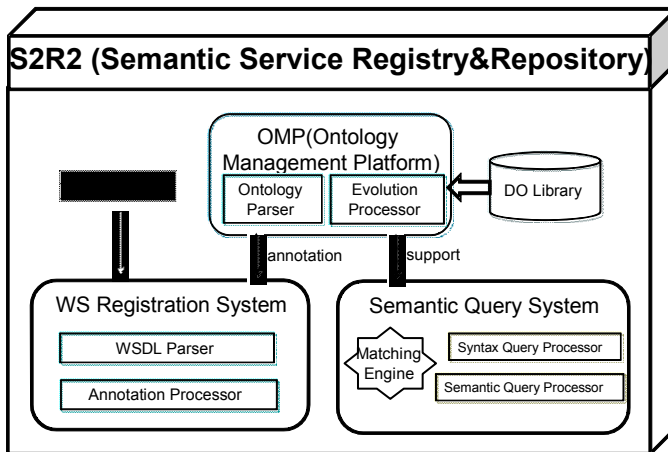 S2R2 (Semantic Service Registry&Repository)
OMP(Ontology
Management Platform)
Ontology
Parser
Evolution
Processor
DO Library
annotation
support
WS Registration System
WSDL Parser
Annotation Processor
Semantic Query System
Matching
Engine
Syntax Query Processor
Semantic Query Processor